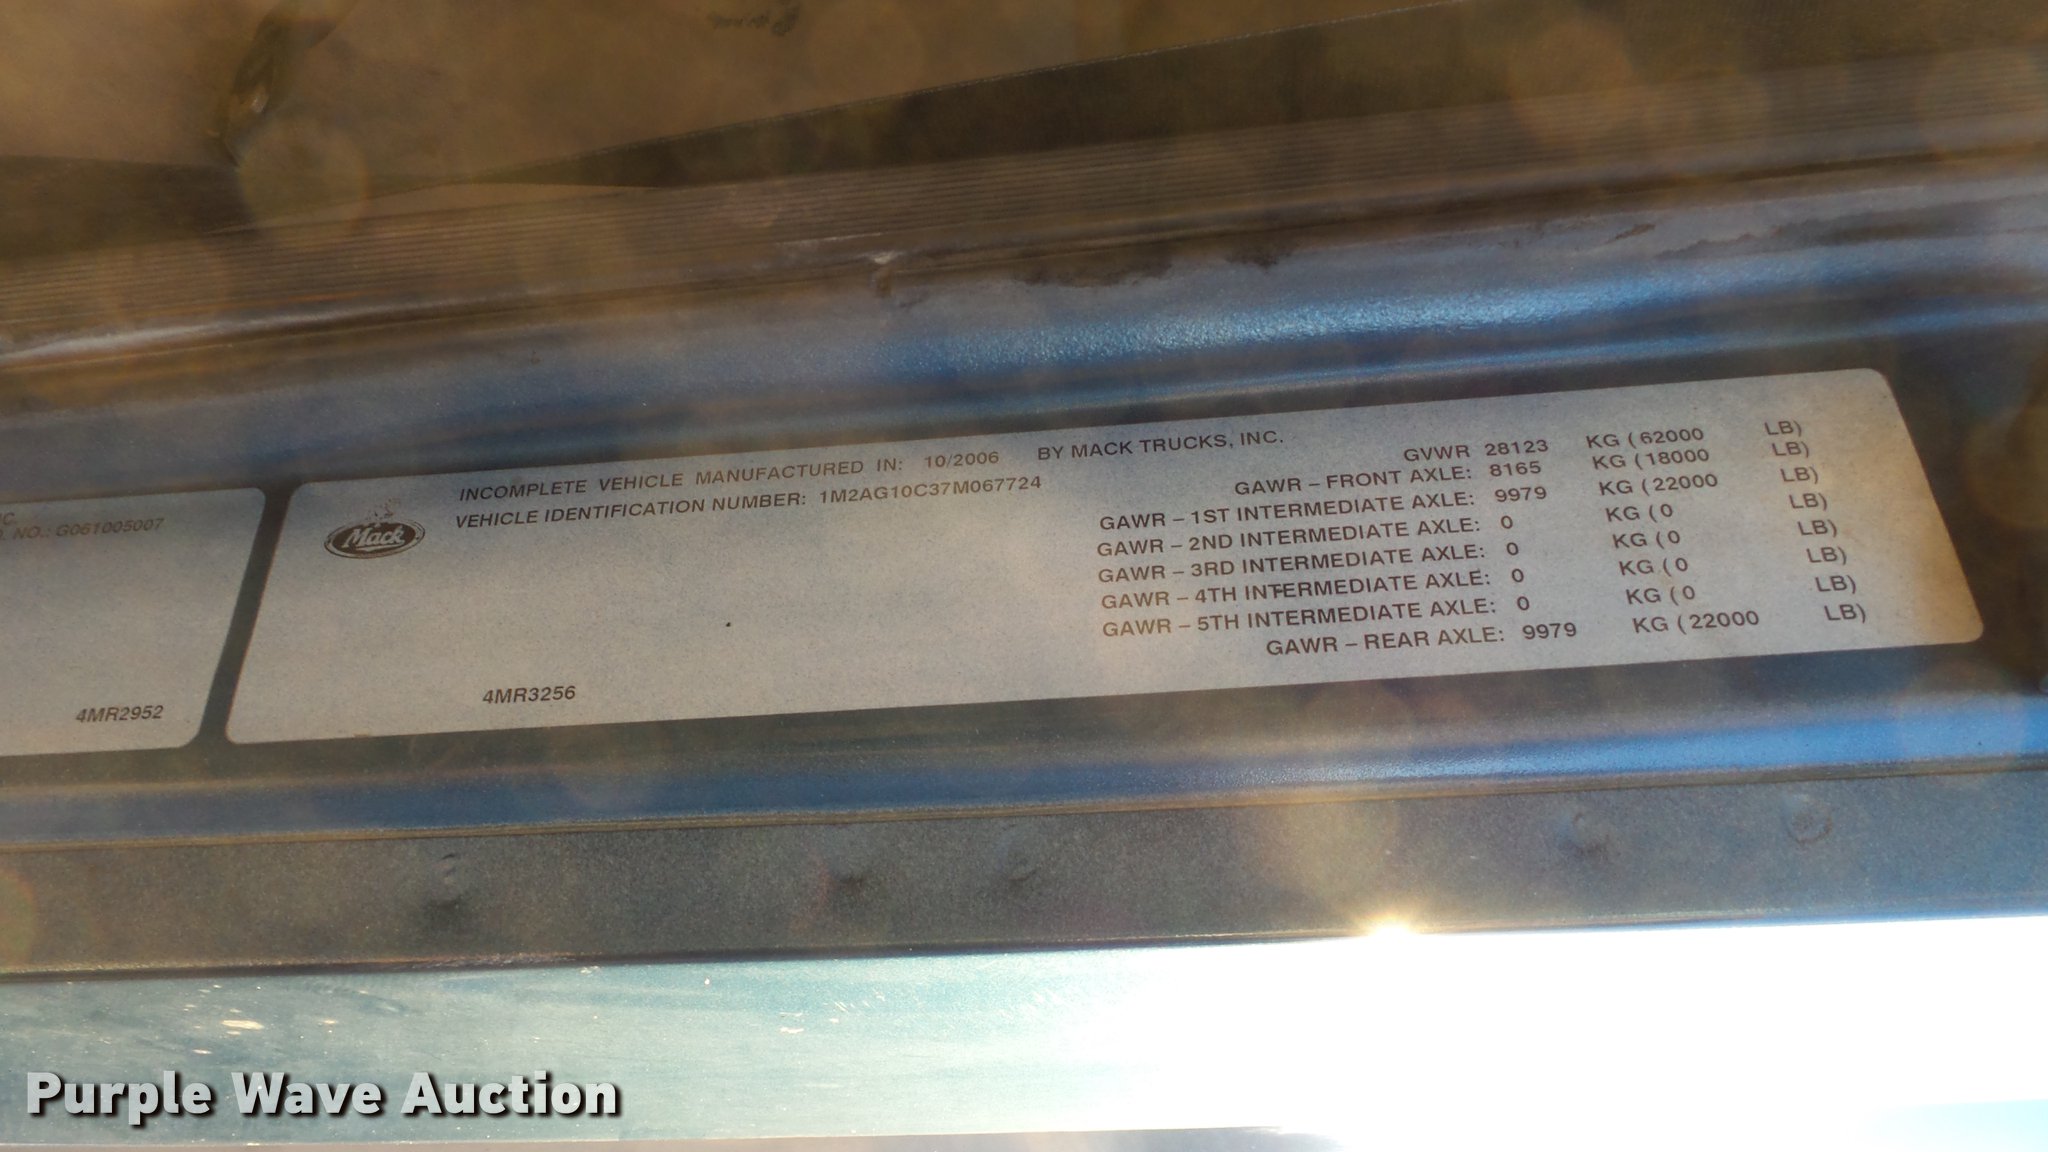 INCOMPLETE VEHICLE MANUFACTURED IN: 10/2006 BY MACK TRUCKS, INC.
VEHICLE IDENTIFICATION NUMBER: 1M2AG10C37M067724
Mack
GVWR 28123 KG (62000 LB)
GAWR – FRONT AXLE: 8165 KG (18000 LB)
GAWR – 1ST INTERMEDIATE AXLE: 9979 KG (22000 LB)
GAWR – 2ND INTERMEDIATE AXLE: 0 KG (0 LB)
GAWR – 3RD INTERMEDIATE AXLE: 0 KG (0 LB)
GAWR – 4TH INTERMEDIATE AXLE: 0 KG (0 LB)
GAWR – 5TH INTERMEDIATE AXLE: 0 KG (0 LB)
GAWR – REAR AXLE: 9979 KG (22000 LB)
4MR3256
NO.: G061005007
4MR2952
Purple Wave Auction